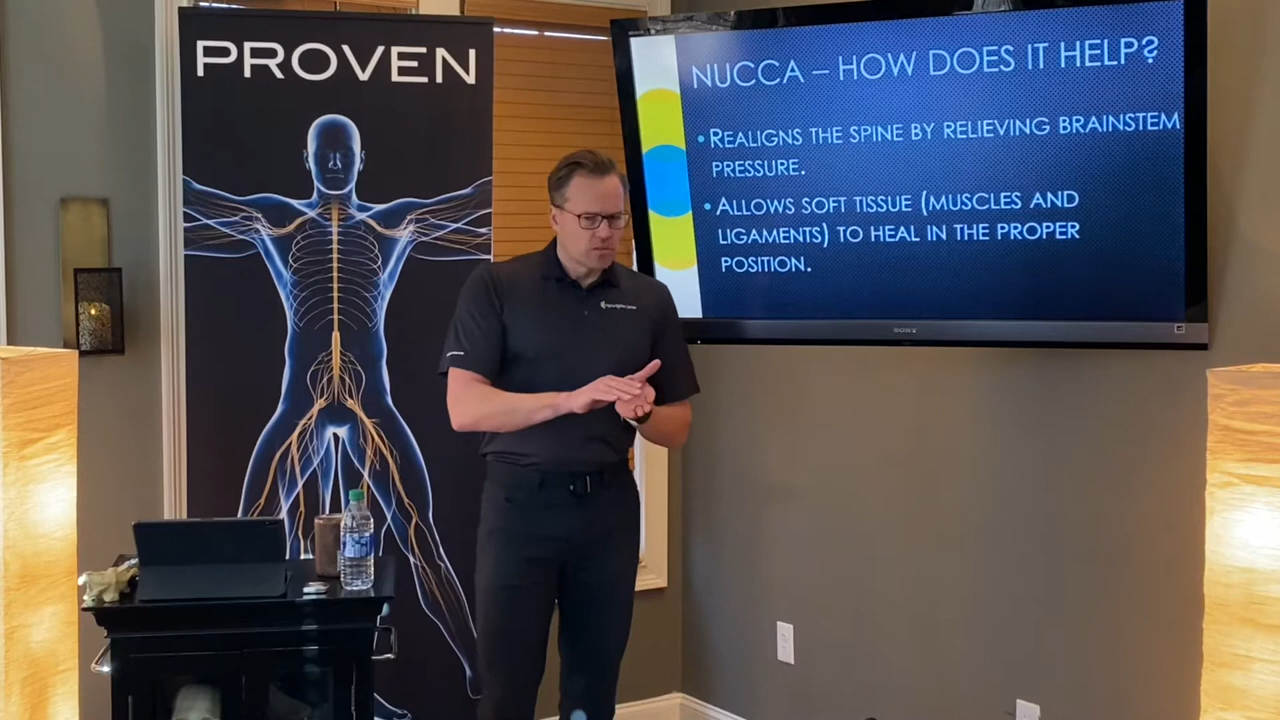 PROVEN
NUCCA – HOW DOES IT HELP?
• REALIGNS THE SPINE BY RELIEVING BRAINSTEM
PRESSURE.
• ALLOWS SOFT TISSUE (MUSCLES AND
LIGAMENTS) TO HEAL IN THE PROPER
POSITION.
SONY